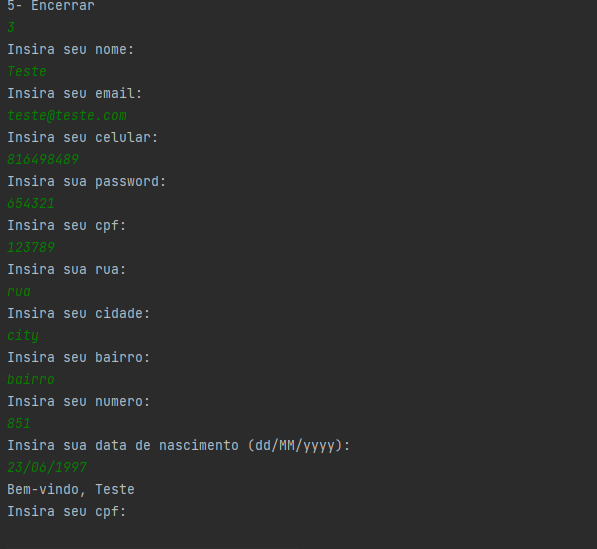 5- Encerrar
3
Insira seu nome:
Teste
Insira seu email:
teste@teste.com
Insira seu celular:
816498489
Insira sua password:
654321
Insira seu cpf:
123789
Insira sua rua:
rua
Insira seu cidade:
city
Insira seu bairro:
bairro
Insira seu numero:
851
Insira sua data de nascimento (dd/MM/yyyy):
23/06/1997
Bem-vindo, Teste
Insira seu cpf: